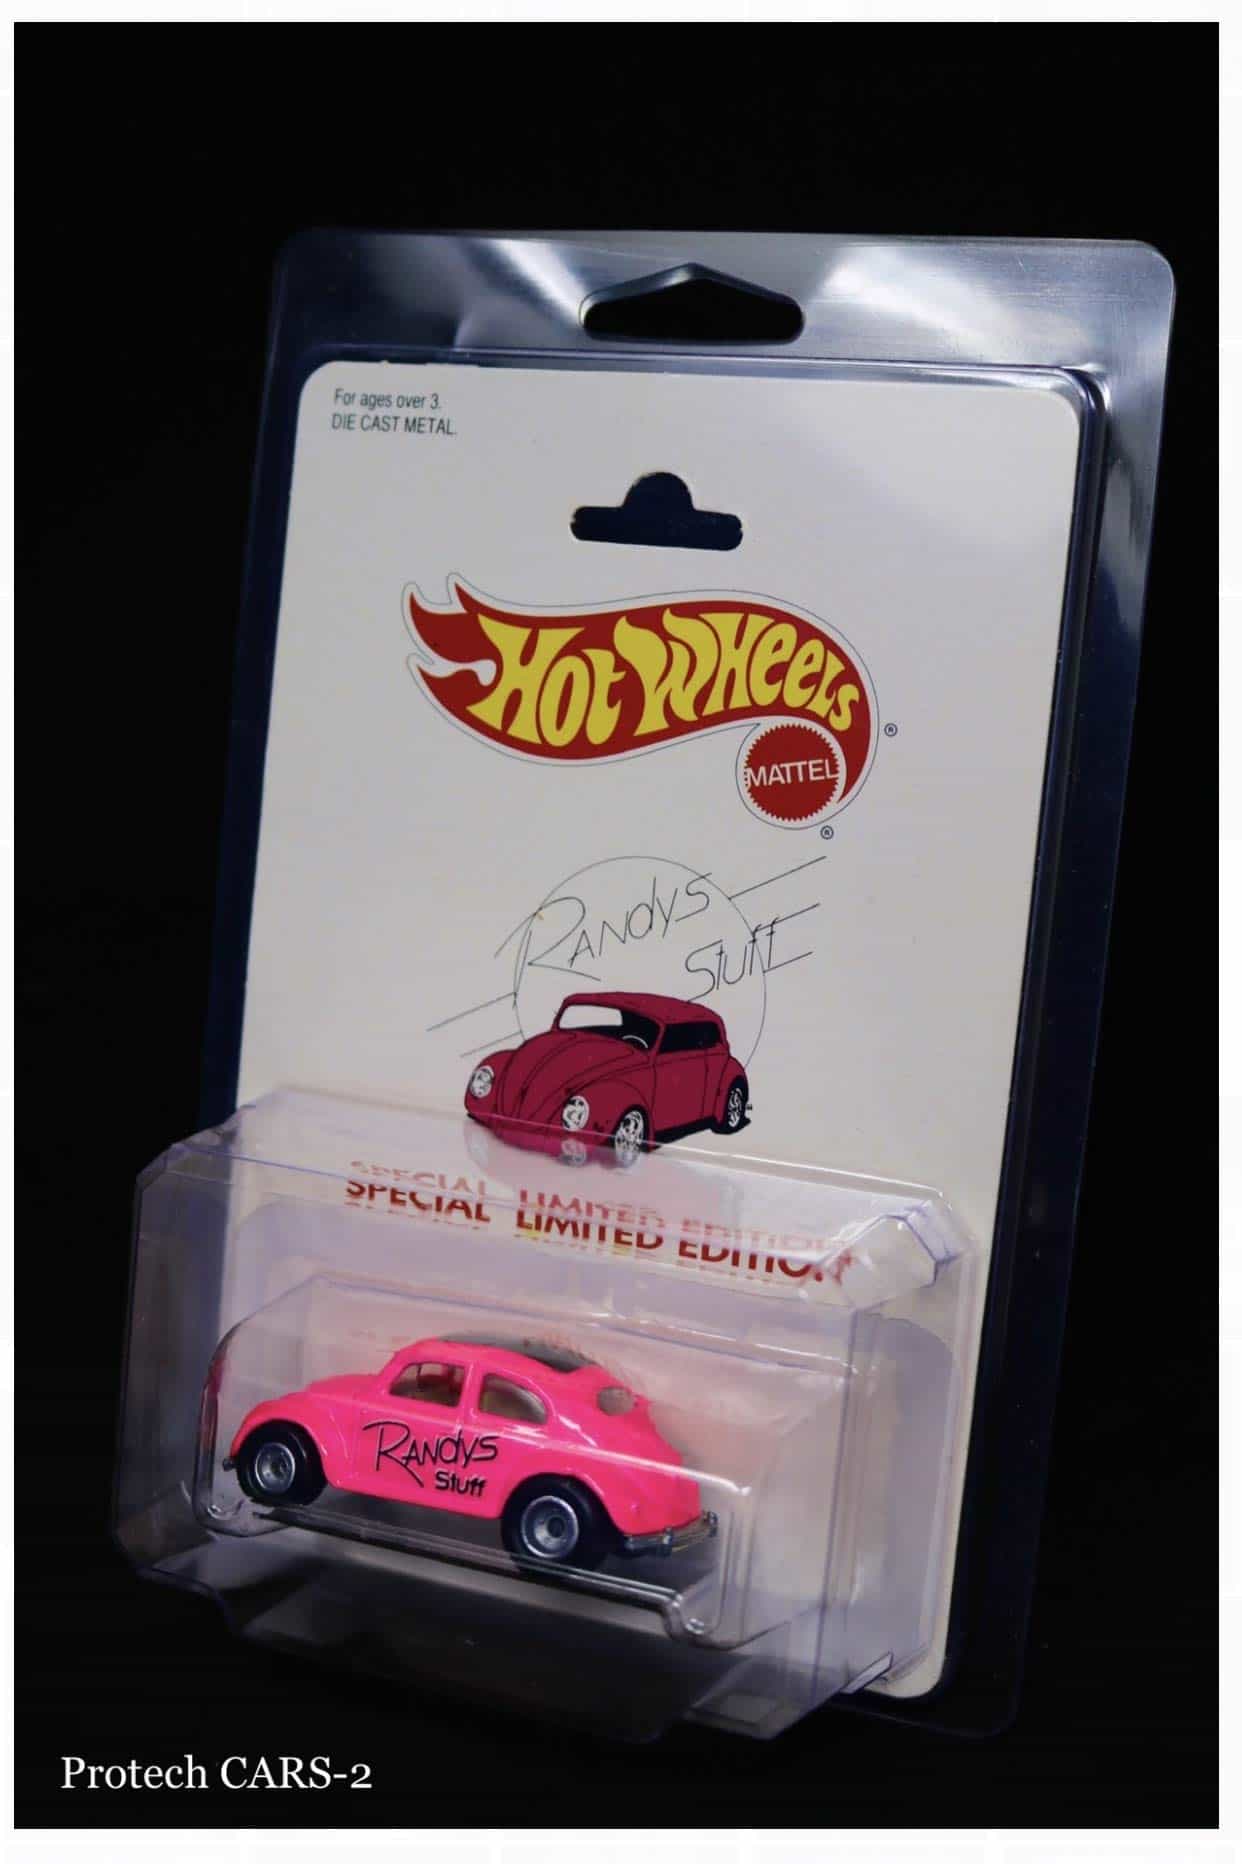 For ages over 3.
DIE CAST METAL.
Hot Wheels ®
MATTEL
®
Randys
Stuff
SPECIAL LIMITED EDITION
Randys
Stuff
Protech CARS-2